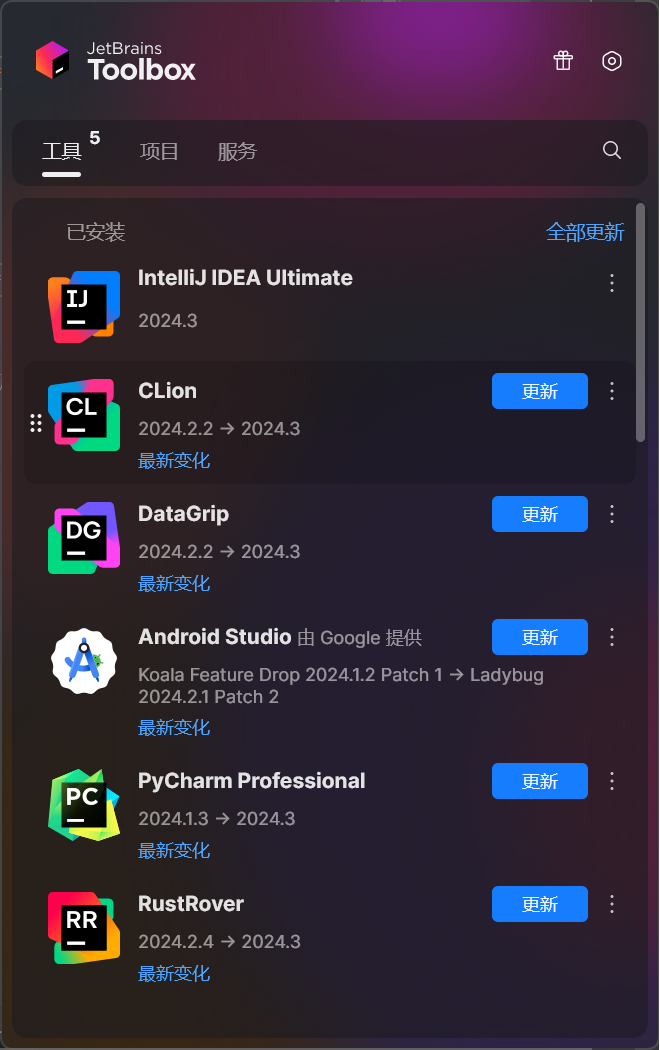 JetBrains
Toolbox
工具 5 项目 服务
已安装 全部更新
IJ
IntelliJ IDEA Ultimate
2024.3
CL
CLion 更新
2024.2.2 → 2024.3
最新变化
DG
DataGrip 更新
2024.2.2 → 2024.3
最新变化
Android Studio 由 Google 提供 更新
Koala Feature Drop 2024.1.2 Patch 1 → Ladybug
2024.2.1 Patch 2
最新变化
PC
PyCharm Professional 更新
2024.1.3 → 2024.3
最新变化
RR
RustRover 更新
2024.2.4 → 2024.3
最新变化